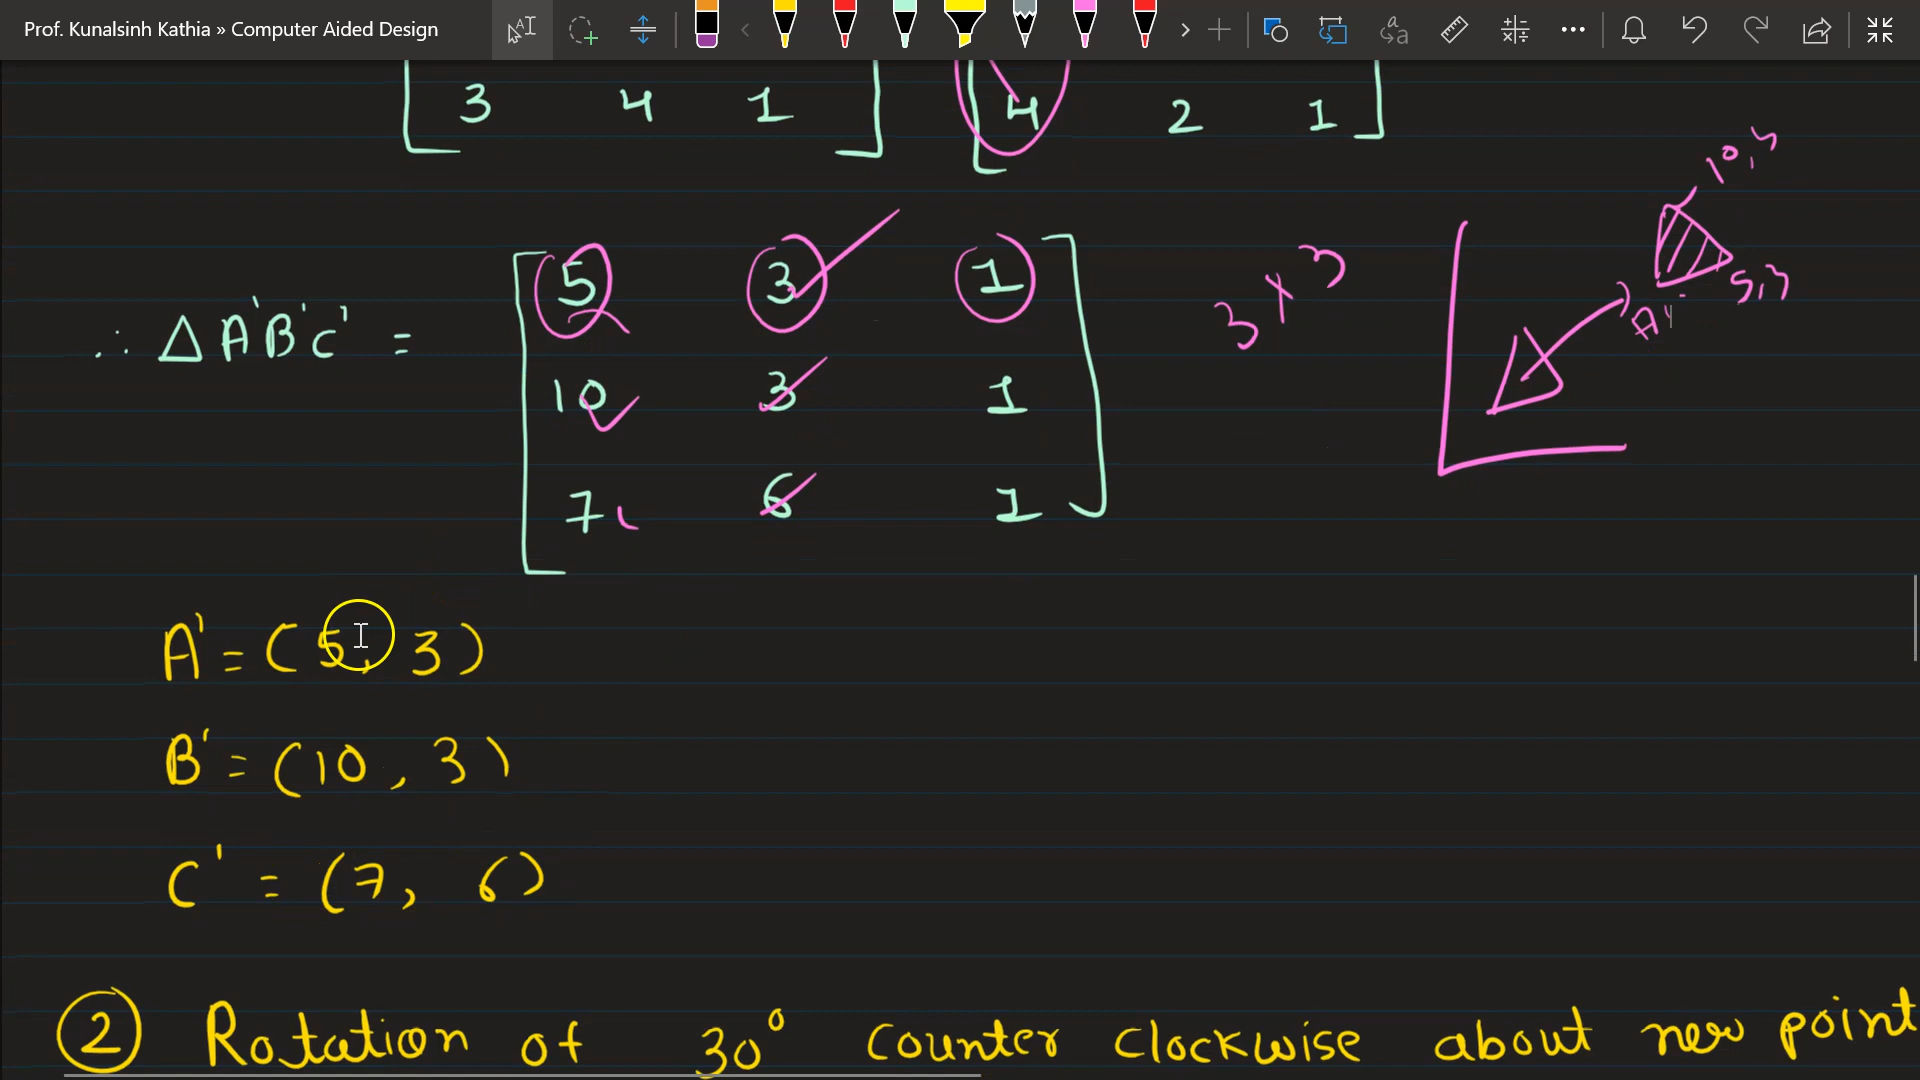 Prof. Kunalsinh Kathia » Computer Aided Design
3 4 1 4 2 1
10,
5 3 1
3 x 3
5,3
∴ △ A'B'C' =
10 3 1
7 6 1
A' = (5, 3)
B' = (10, 3)
C' = (7, 6)
2 Rotation of 30° counter clockwise about new point